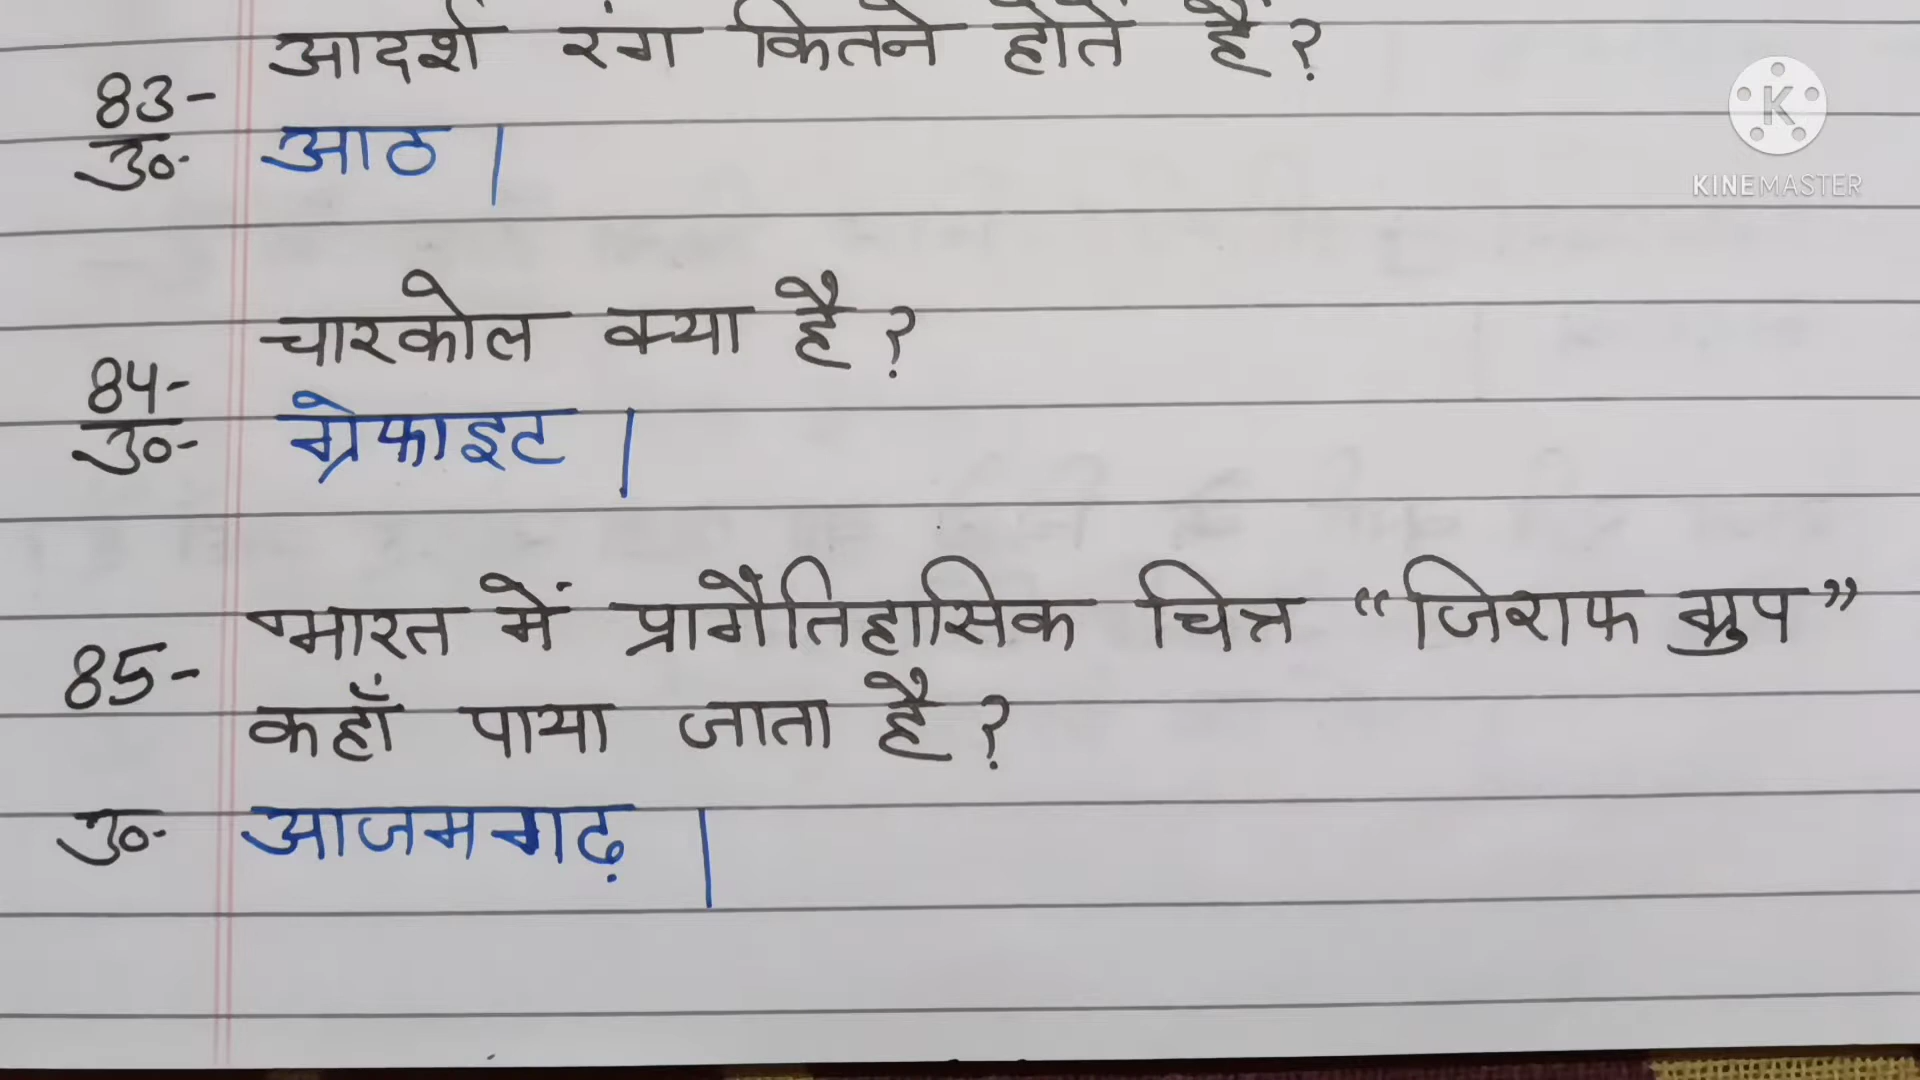 आदर्श रंग कितने होते हैं?
83-
उ०- आठ |
चारकोल क्या है?
84-
उ०- ग्रेफाइट |
भारत में प्रागैतिहासिक चित्र “जिराफ ग्रुप”
85-
कहाँ पाया जाता है?
उ०- आजमगढ़ |
K
KINEMASTER